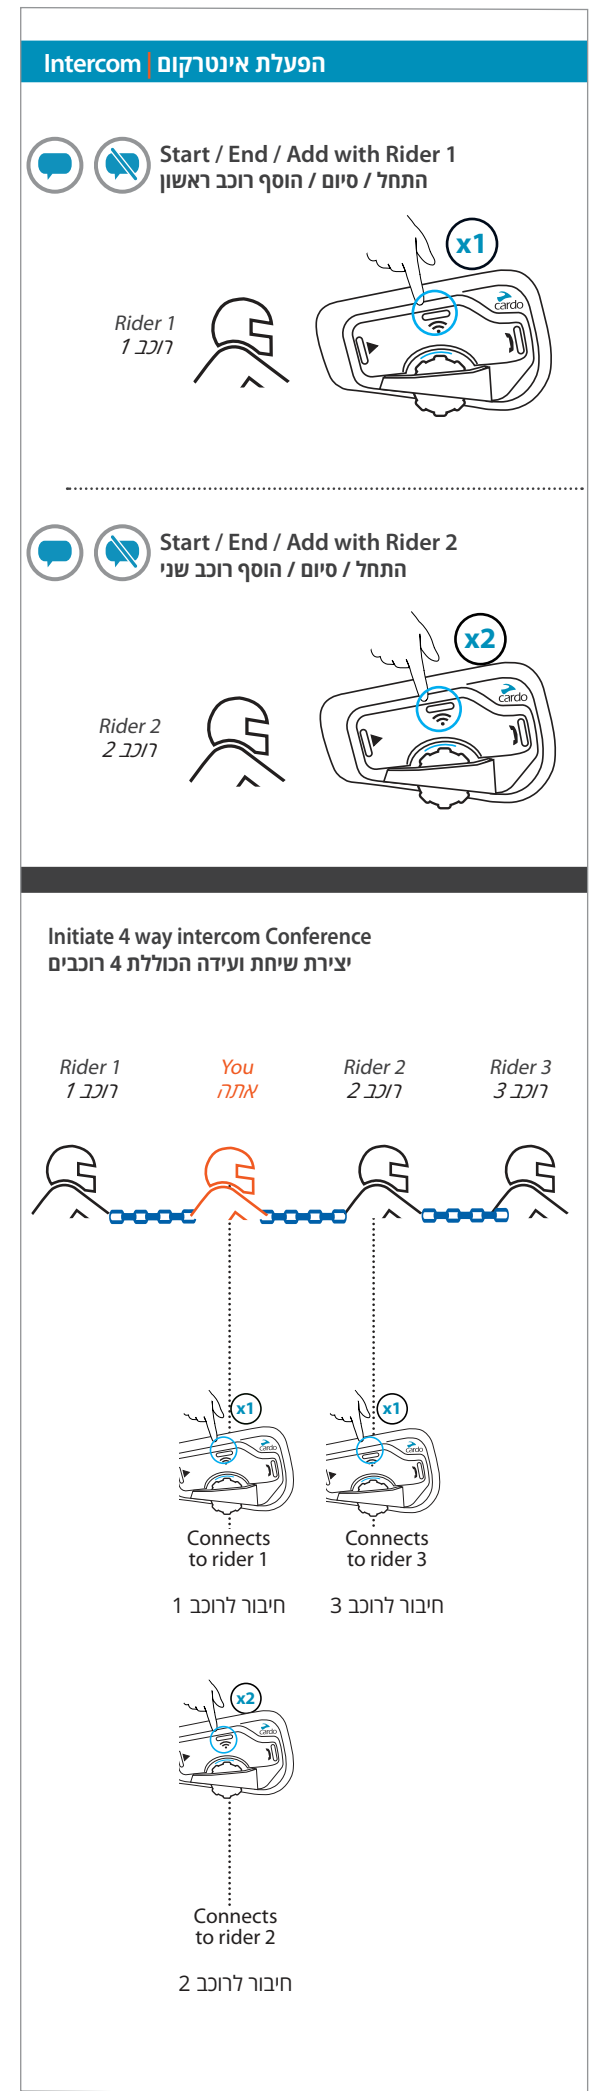 Intercom | הפעלת אינטרקום
Start / End / Add with Rider 1
התחל / סיום / הוסף רוכב ראשון
x1
cardo
Rider 1
רוכב 1
Start / End / Add with Rider 2
התחל / סיום / הוסף רוכב שני
x2
cardo
Rider 2
רוכב 2
Initiate 4 way intercom Conference
יצירת שיחת ועידה הכוללת 4 רוכבים
Rider 1
רוכב 1
You
אתה
Rider 2
רוכב 2
Rider 3
רוכב 3
x1
cardo
Connects
to rider 1
חיבור לרוכב 1
x1
cardo
Connects
to rider 3
חיבור לרוכב 3
x2
cardo
Connects
to rider 2
חיבור לרוכב 2